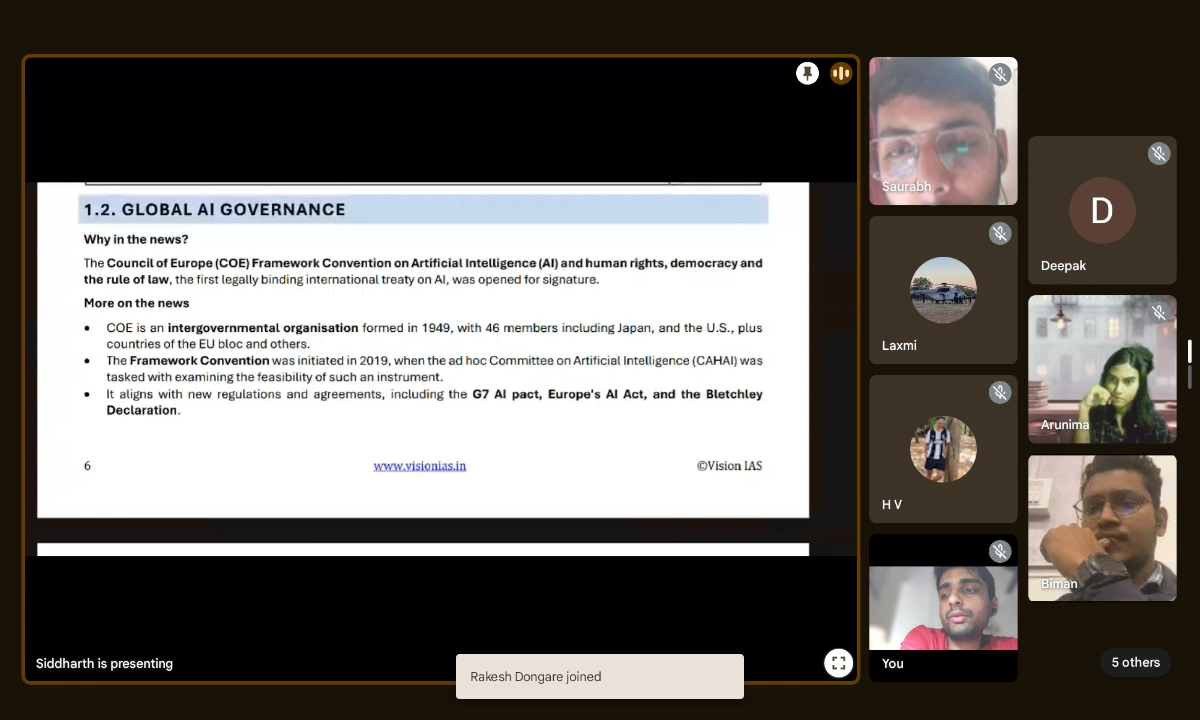 1.2. GLOBAL AI GOVERNANCE
Why in the news?
The Council of Europe (COE) Framework Convention on Artificial Intelligence (AI) and human rights, democracy and
the rule of law, the first legally binding international treaty on AI, was opened for signature.
More on the news
• COE is an intergovernmental organisation formed in 1949, with 46 members including Japan, and the U.S., plus
countries of the EU bloc and others.
• The Framework Convention was initiated in 2019, when the ad hoc Committee on Artificial Intelligence (CAHAI) was
tasked with examining the feasibility of such an instrument.
• It aligns with new regulations and agreements, including the G7 AI pact, Europe's AI Act, and the Bletchley
Declaration.
6 www.visionias.in ©Vision IAS
Siddharth is presenting
Rakesh Dongare joined
Saurabh
Laxmi
H V
You
D
Deepak
Arunima
Biman
5 others